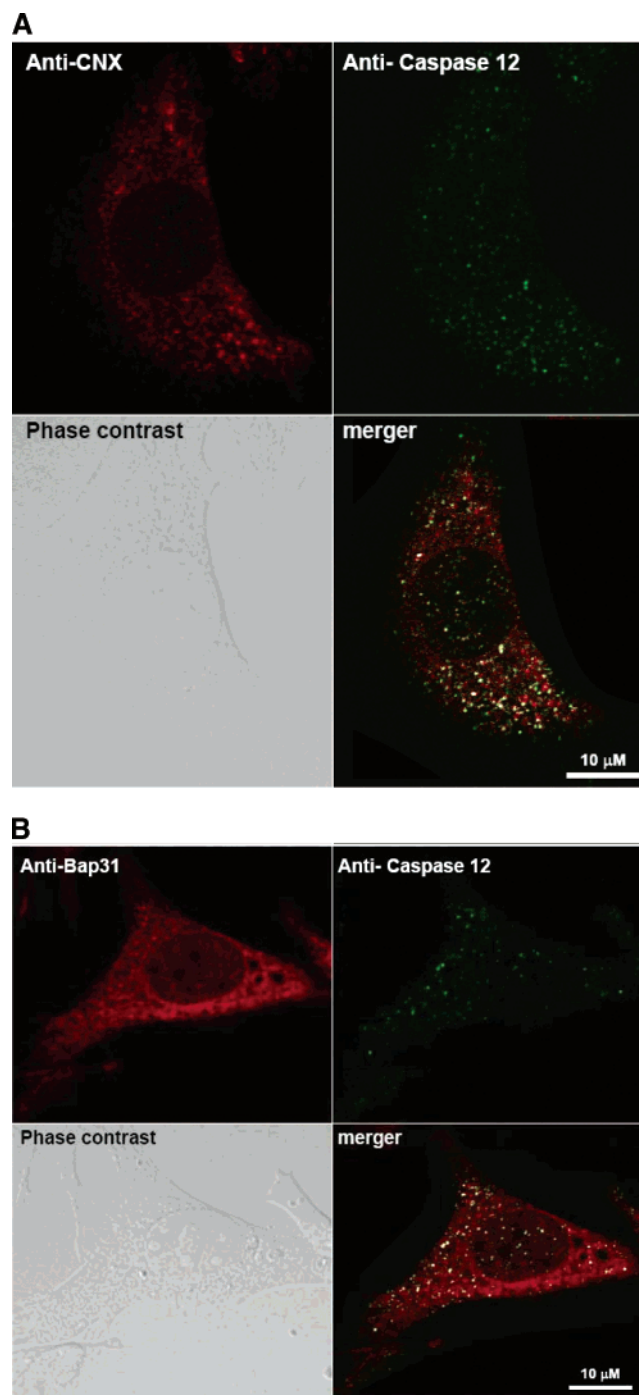 A
Anti-CNX
Anti- Caspase 12
Phase contrast
merger
10 μM
B
Anti-Bap31
Anti- Caspase 12
Phase contrast
merger
10 μM